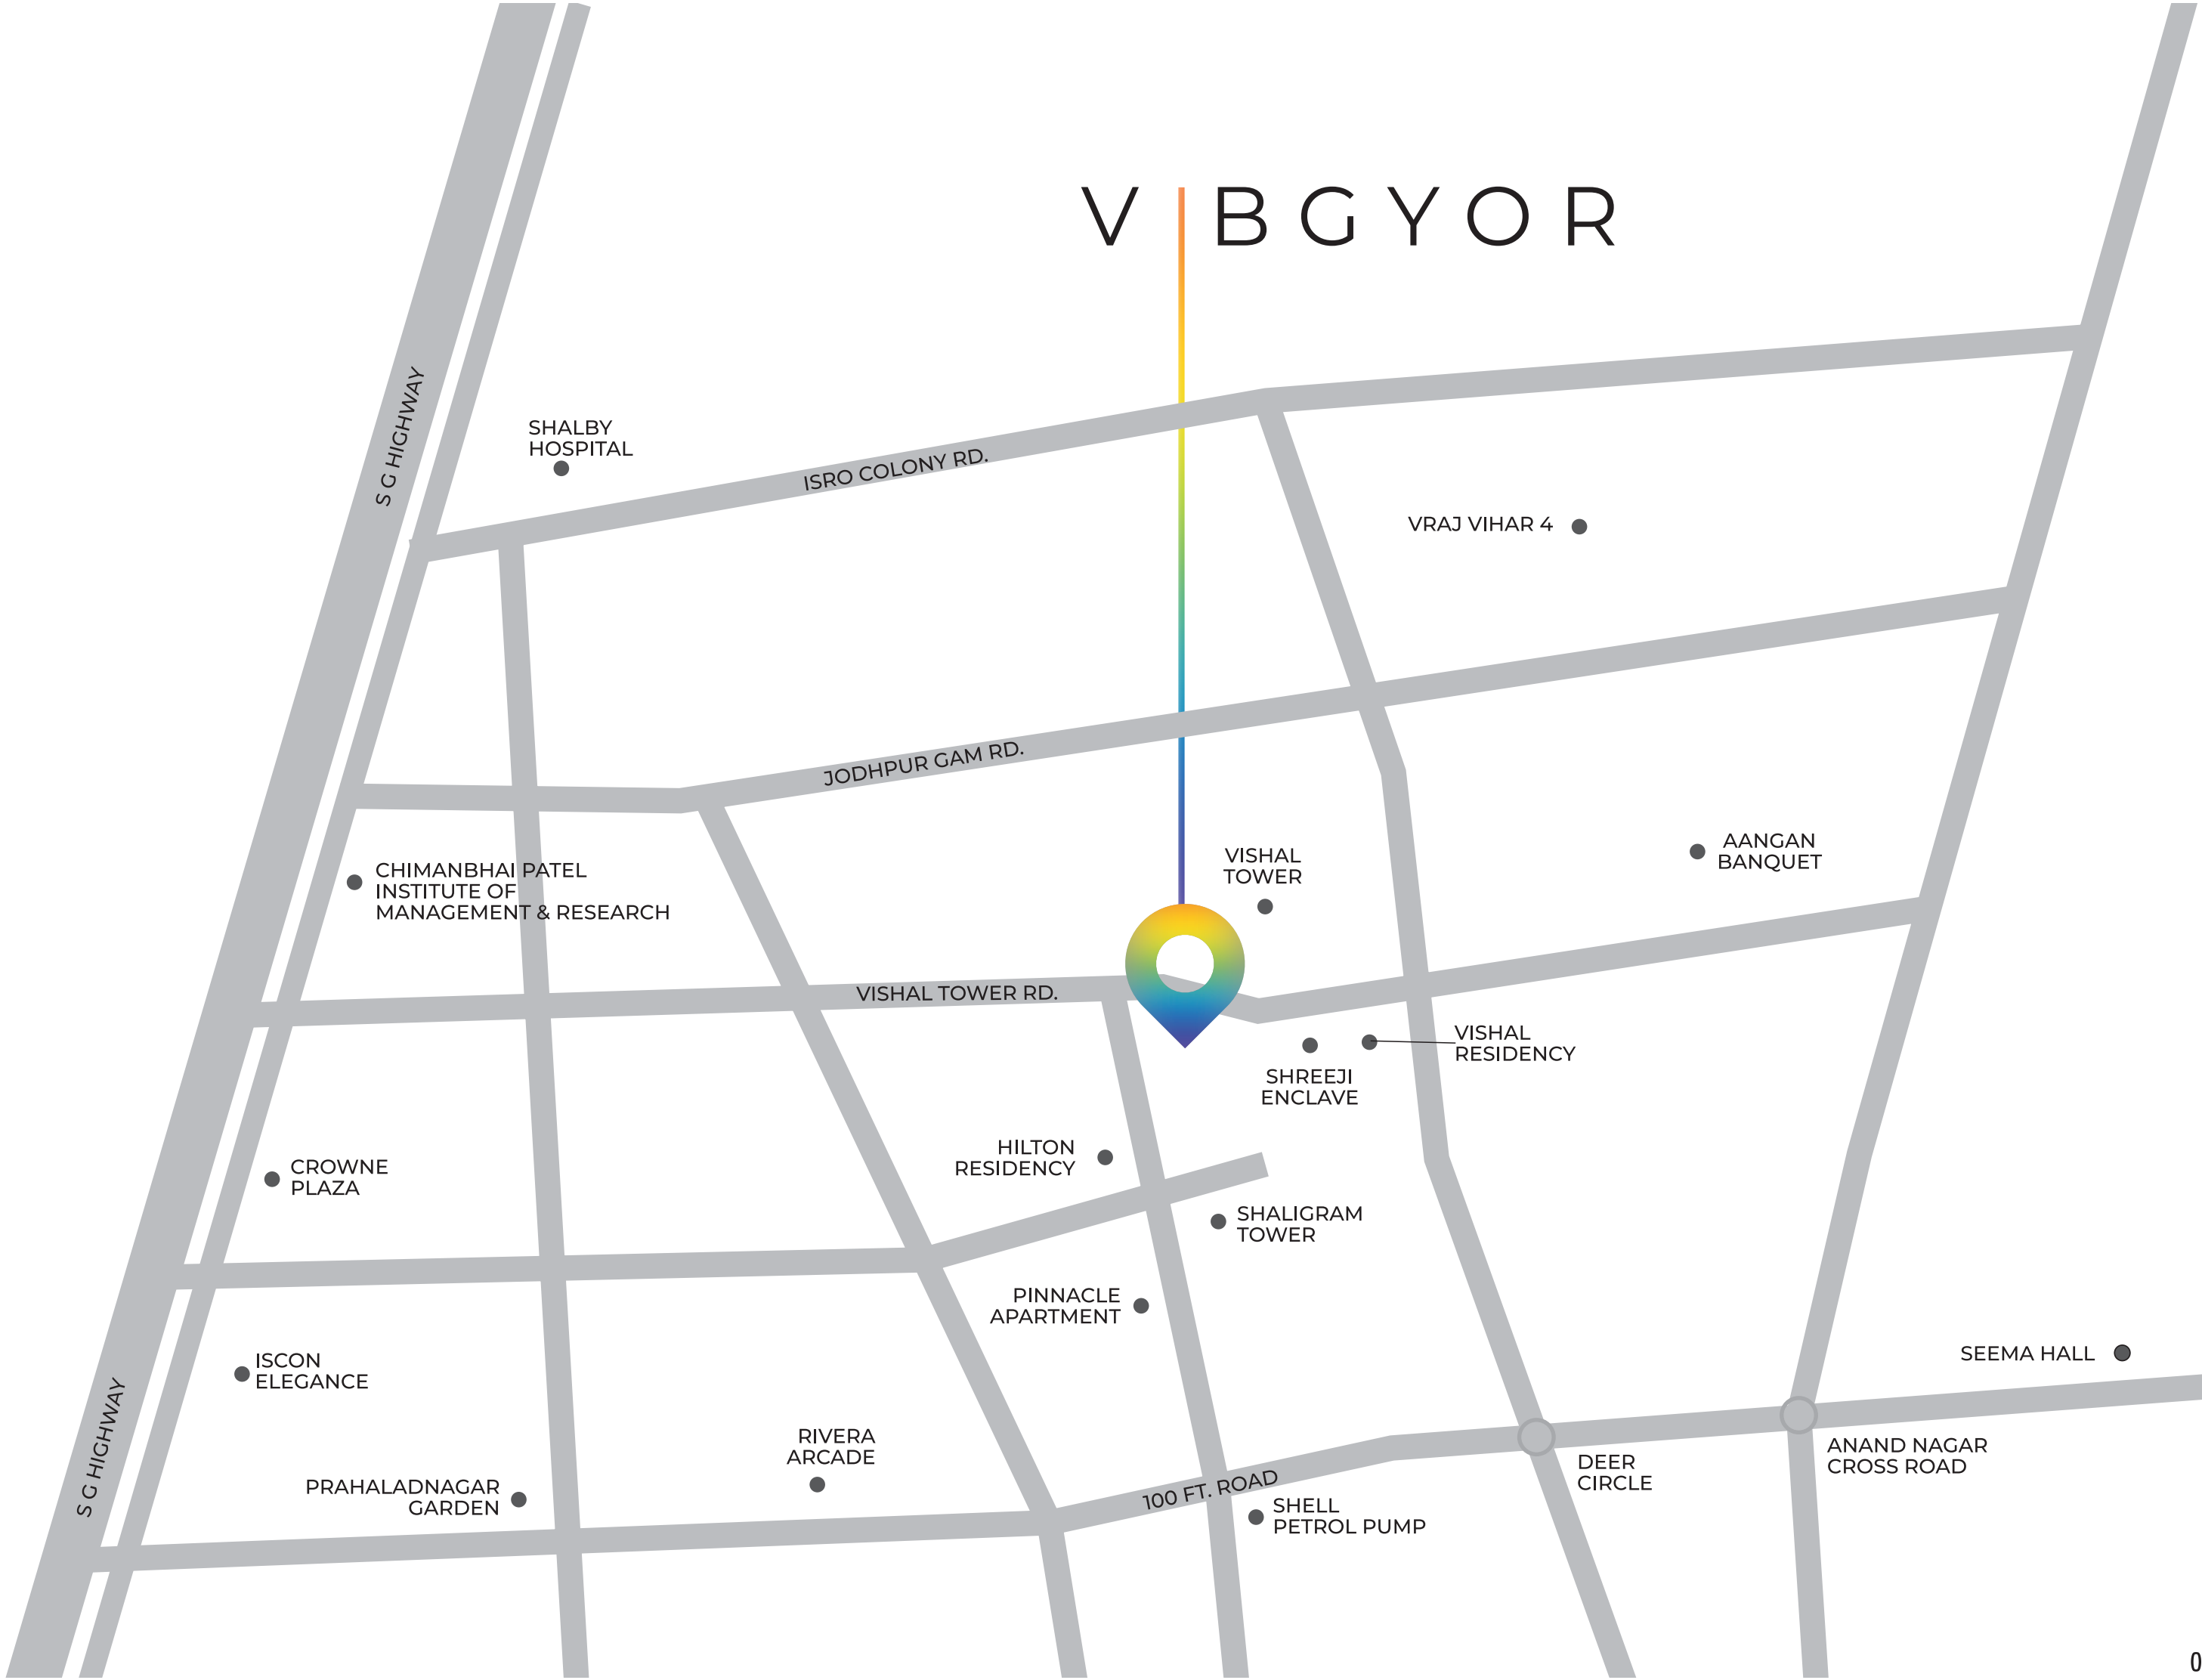 VIBGYOR
S G HIGHWAY
SHALBY
HOSPITAL
ISRO COLONY RD.
VRAJ VIHAR 4
JODHPUR GAM RD.
CHIMANBHAI PATEL
INSTITUTE OF
MANAGEMENT & RESEARCH
VISHAL
TOWER
AANGAN
BANQUET
VISHAL TOWER RD.
VISHAL
RESIDENCY
SHREEJI
ENCLAVE
HILTON
RESIDENCY
CROWNE
PLAZA
SHALIGRAM
TOWER
PINNACLE
APARTMENT
ISCON
ELEGANCE
SEEMA HALL
S G HIGHWAY
RIVERA
ARCADE
ANAND NAGAR
CROSS ROAD
DEER
CIRCLE
PRAHALADNAGAR
GARDEN
100 FT. ROAD
SHELL
PETROL PUMP
0